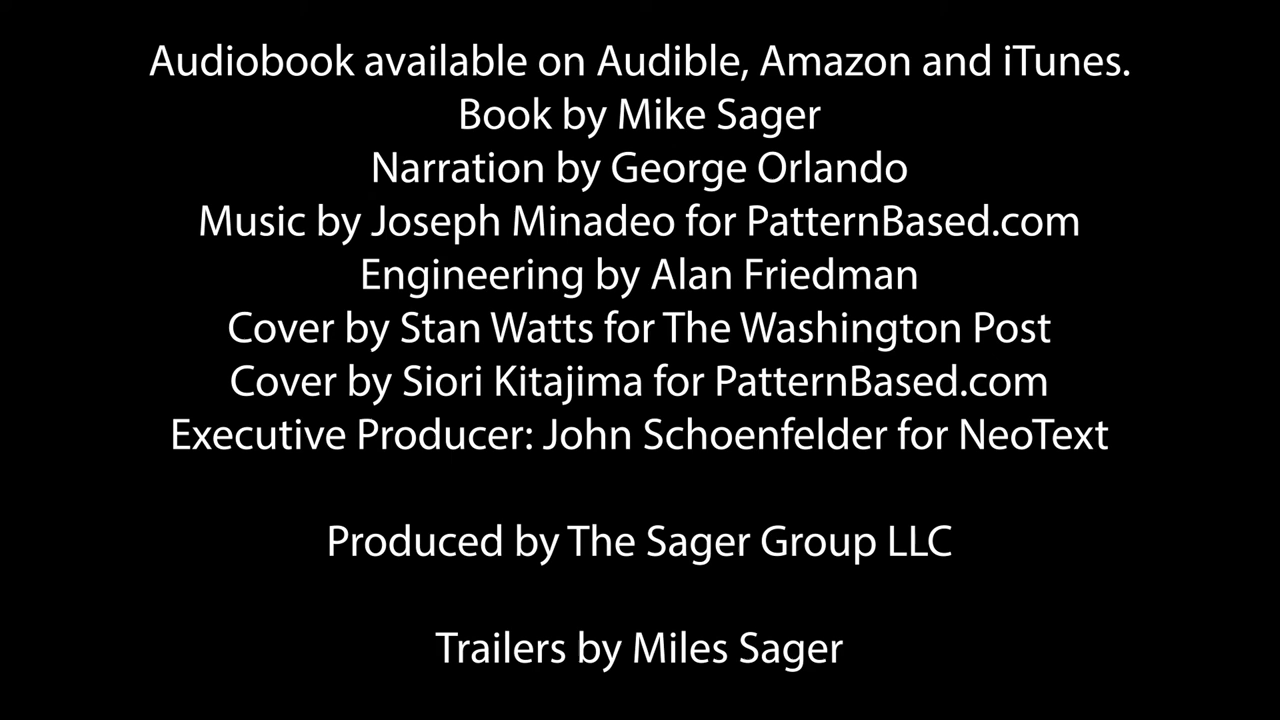 Audiobook available on Audible, Amazon and iTunes.
Book by Mike Sager
Narration by George Orlando
Music by Joseph Minadeo for PatternBased.com
Engineering by Alan Friedman
Cover by Stan Watts for The Washington Post
Cover by Siori Kitajima for PatternBased.com
Executive Producer: John Schoenfelder for NeoText
Produced by The Sager Group LLC
Trailers by Miles Sager